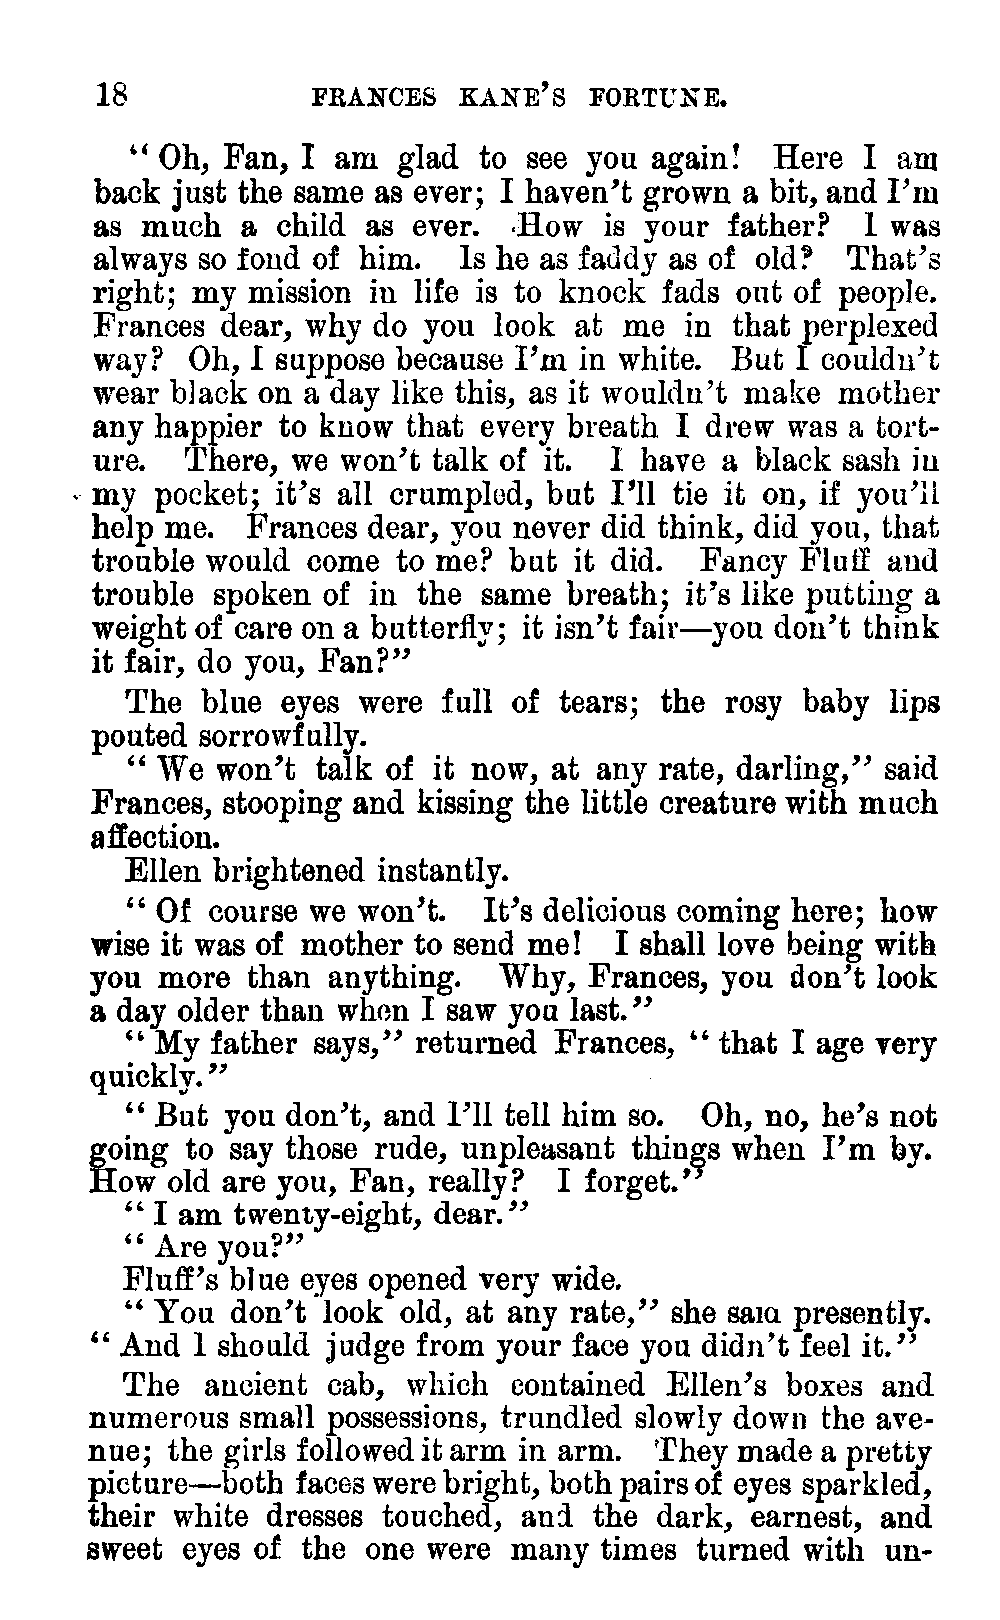 18 FRANCES KANE'S FORTUNE.
"Oh, Fan, I am glad to see you again! Here I am
back just the same as ever; I haven't grown a bit, and I'm
as much a child as ever. How is your father? I was
always so fond of him. Is he as faddy as of old? That's
right; my mission in life is to knock fads out of people.
Frances dear, why do you look at me in that perplexed
way? Oh, I suppose because I'm in white. But I couldn't
wear black on a day like this, as it wouldn't make mother
any happier to know that every breath I drew was a tort-
ure. There, we won't talk of it. I have a black sash in
my pocket; it's all crumpled, but I'll tie it on, if you'll
help me. Frances dear, you never did think, did you, that
trouble would come to me? but it did. Fancy Fluff and
trouble spoken of in the same breath; it's like putting a
weight of care on a butterfly; it isn't fair—you don't think
it fair, do you, Fan?"
The blue eyes were full of tears; the rosy baby lips
pouted sorrowfully.
"We won't talk of it now, at any rate, darling," said
Frances, stooping and kissing the little creature with much
affection.
Ellen brightened instantly.
"Of course we won't. It's delicious coming here; how
wise it was of mother to send me! I shall love being with
you more than anything. Why, Frances, you don't look
a day older than when I saw you last."
"My father says," returned Frances, "that I age very
quickly."
"But you don't, and I'll tell him so. Oh, no, he's not
going to say those rude, unpleasant things when I'm by.
How old are you, Fan, really? I forget."
"I am twenty-eight, dear."
"Are you?"
Fluff's blue eyes opened very wide.
"You don't look old, at any rate," she said presently.
"And I should judge from your face you didn't feel it."
The ancient cab, which contained Ellen's boxes and
numerous small possessions, trundled slowly down the ave-
nue; the girls followed it arm in arm. They made a pretty
picture—both faces were bright, both pairs of eyes sparkled,
their white dresses touched, and the dark, earnest, and
sweet eyes of the one were many times turned with un-